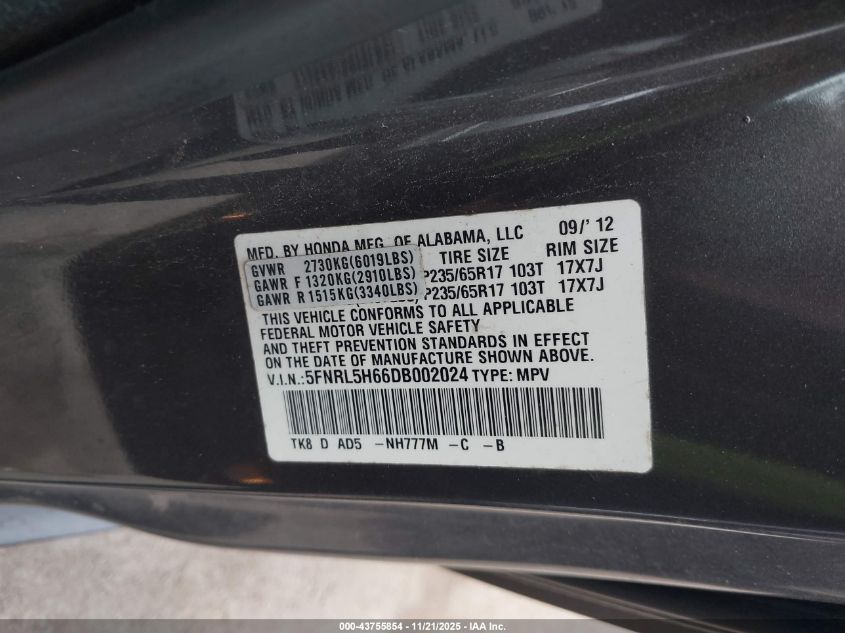 MFD. BY HONDA MFG. OF ALABAMA, LLC 09/' 12
GVWR 2730KG(6019LBS) TIRE SIZE RIM SIZE
GAWR F 1320KG(2910LBS) P235/65R17 103T 17X7J
GAWR R 1515KG(3340LBS) P235/65R17 103T 17X7J
THIS VEHICLE CONFORMS TO ALL APPLICABLE
FEDERAL MOTOR VEHICLE SAFETY
AND THEFT PREVENTION STANDARDS IN EFFECT
ON THE DATE OF MANUFACTURE SHOWN ABOVE.
V.I.N.: 5FNRL5H66DB002024 TYPE: MPV
TK8 D AD5 -NH777M -C -B
000-43755854 - 11/21/2025 - IAA Inc.